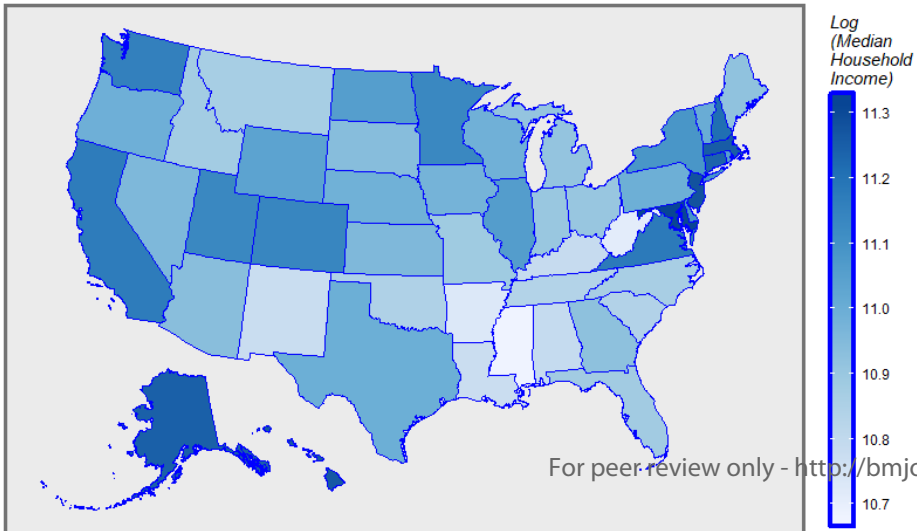 Log
(Median
Household
Income)
11.3
11.2
11.1
11.0
10.9
10.8
10.7
For peer review only - http://bmjo